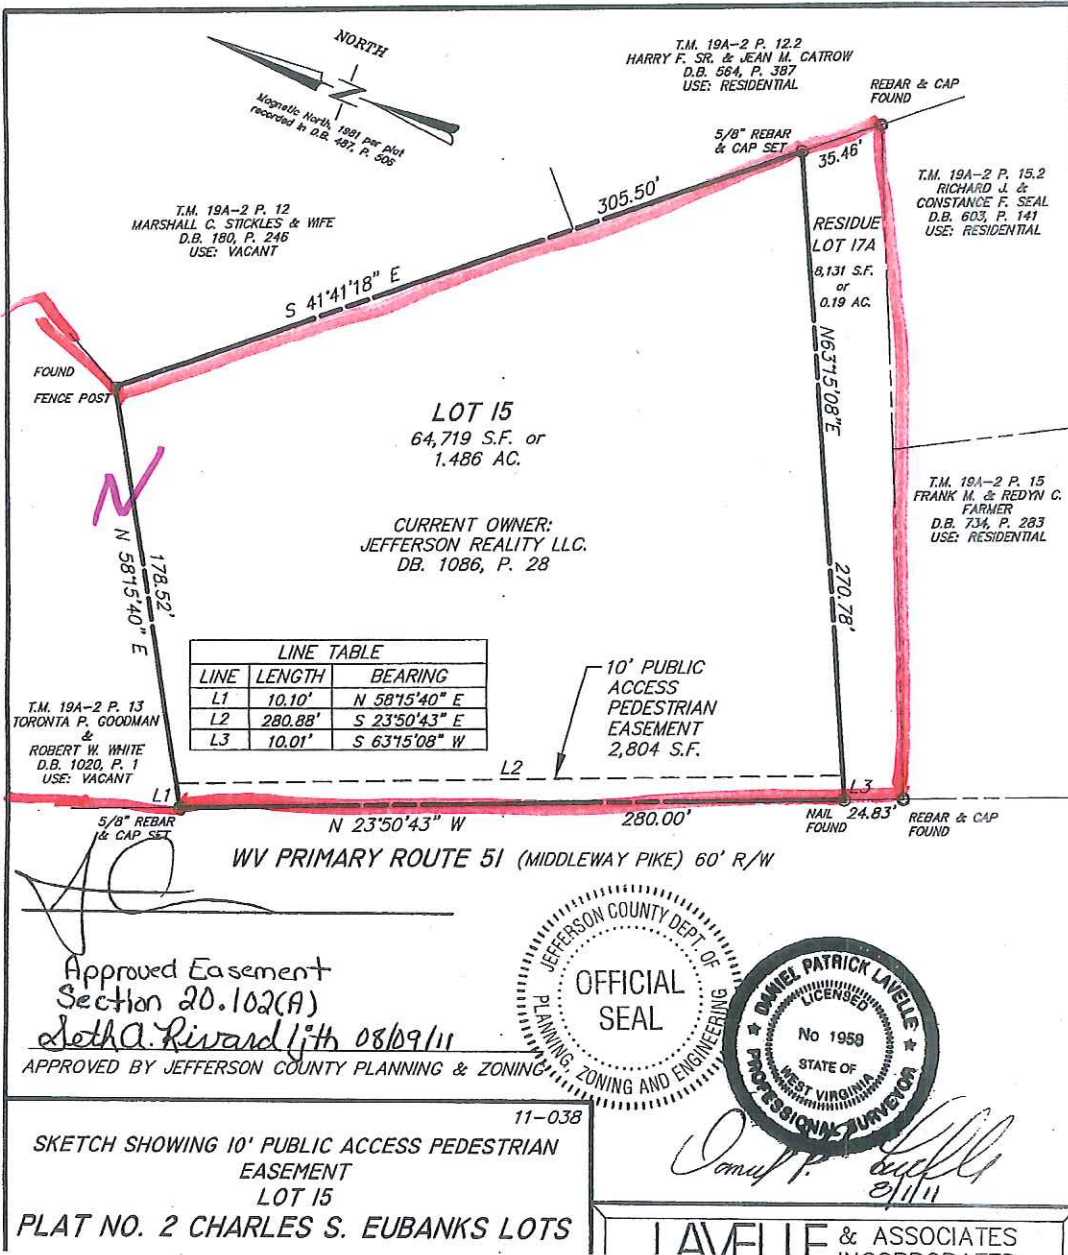 NORTH
N
Magnetic North, 1981 per plat
recorded in D.B. 487, P. 505
T.M. 19A-2 P. 12.2
HARRY F. SR. & JEAN M. CATROW
D.B. 564, P. 387
USE: RESIDENTIAL
REBAR & CAP
FOUND
5/8" REBAR
& CAP SET
35.46'
305.50'
T.M. 19A-2 P. 15.2
RICHARD J. &
CONSTANCE F. SEAL
D.B. 603, P. 141
USE: RESIDENTIAL
T.M. 19A-2 P. 12
MARSHALL C. STICKLES & WIFE
D.B. 180, P. 246
USE: VACANT
RESIDUE
LOT 17A
8,131 S.F.
or
0.19 AC.
S 41°41'18" E
FOUND
FENCE POST
N63°15'08"E
LOT 15
64,719 S.F. or
1.486 AC.
N
T.M. 19A-2 P. 15
FRANK M. & REDYN C.
FARMER
D.B. 734, P. 283
USE: RESIDENTIAL
CURRENT OWNER:
JEFFERSON REALITY LLC.
DB. 1086, P. 28
178.52'
N 58°15'40" E
270.78'
LINE TABLE
LINE LENGTH BEARING
L1 10.10' N 58°15'40" E
L2 280.88' S 23°50'43" E
L3 10.01' S 63°15'08" W
10' PUBLIC
ACCESS
PEDESTRIAN
EASEMENT
2,804 S.F.
T.M. 19A-2 P. 13
TORONTA P. GOODMAN
&
ROBERT W. WHITE
D.B. 1020, P. 1
USE: VACANT
L2
L1
L3
5/8" REBAR
& CAP SET
N 23°50'43" W
280.00'
NAIL
FOUND
24.83'
REBAR & CAP
FOUND
WV PRIMARY ROUTE 51 (MIDDLEWAY PIKE) 60' R/W
Approved Easement
Section 20.102(A)
Seth A. Rivard 08/09/11
APPROVED BY JEFFERSON COUNTY PLANNING & ZONING
JEFFERSON COUNTY DEPT. OF
PLANNING, ZONING AND ENGINEERING
OFFICIAL
SEAL
DANIEL PATRICK LAVELLE
LICENSED
No 1959
STATE OF
WEST VIRGINIA
PROFESSIONAL SURVEYOR
Daniel P. Lavelle
8/1/11
11-038
SKETCH SHOWING 10' PUBLIC ACCESS PEDESTRIAN
EASEMENT
LOT 15
PLAT NO. 2 CHARLES S. EUBANKS LOTS
LAVELLE & ASSOCIATES
INCORPORATED